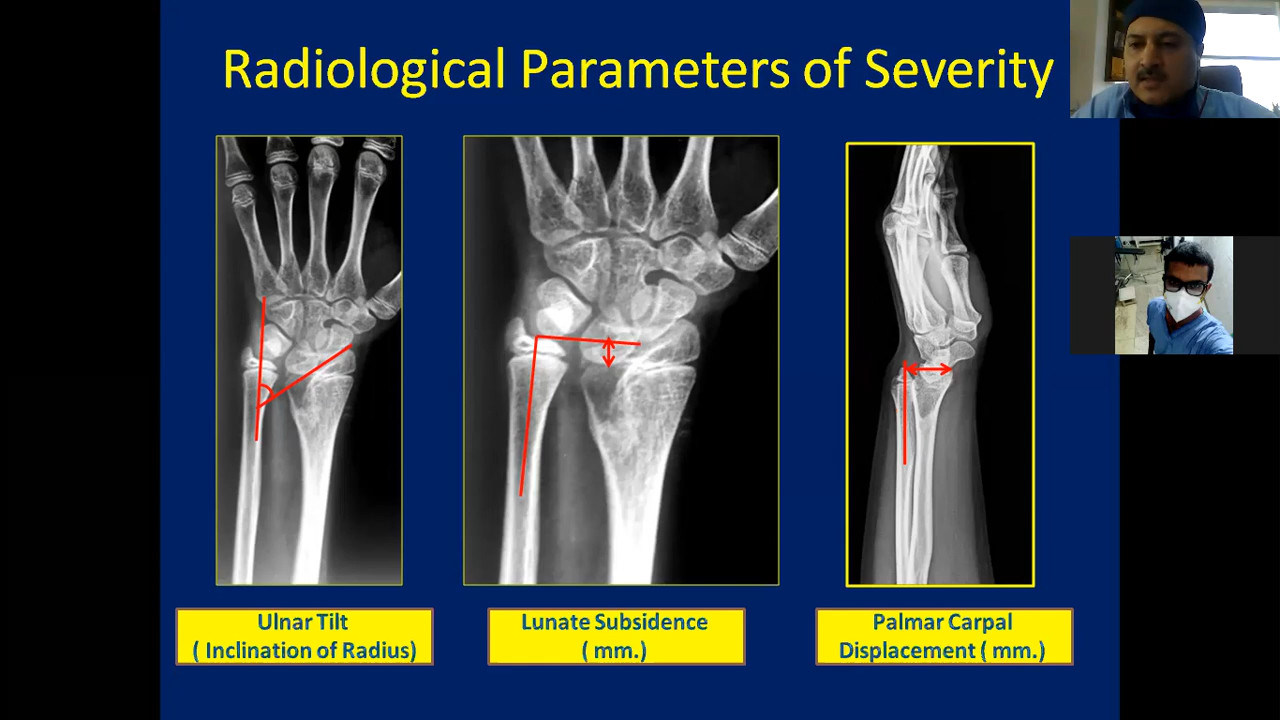 Radiological Parameters of Severity
Ulnar Tilt
( Inclination of Radius)
Lunate Subsidence
( mm.)
Palmar Carpal
Displacement ( mm.)